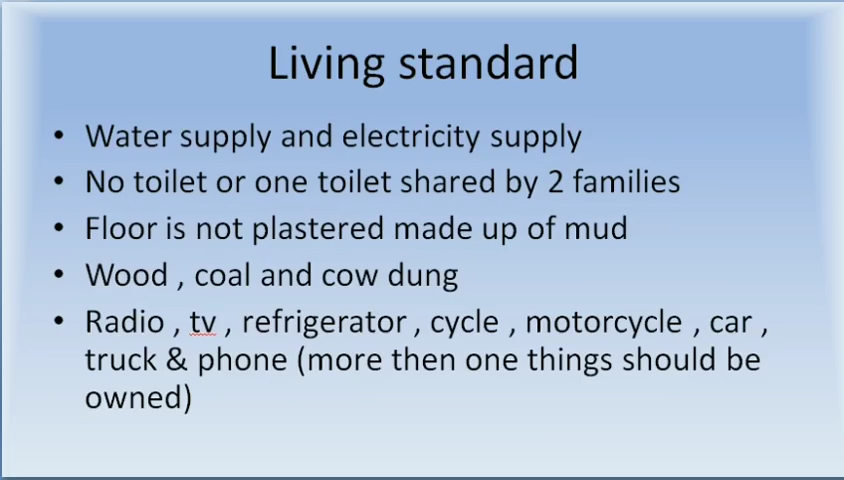 Living standard
• Water supply and electricity supply
• No toilet or one toilet shared by 2 families
• Floor is not plastered made up of mud
• Wood , coal and cow dung
• Radio , tv , refrigerator , cycle , motorcycle , car ,
truck & phone (more then one things should be
owned)